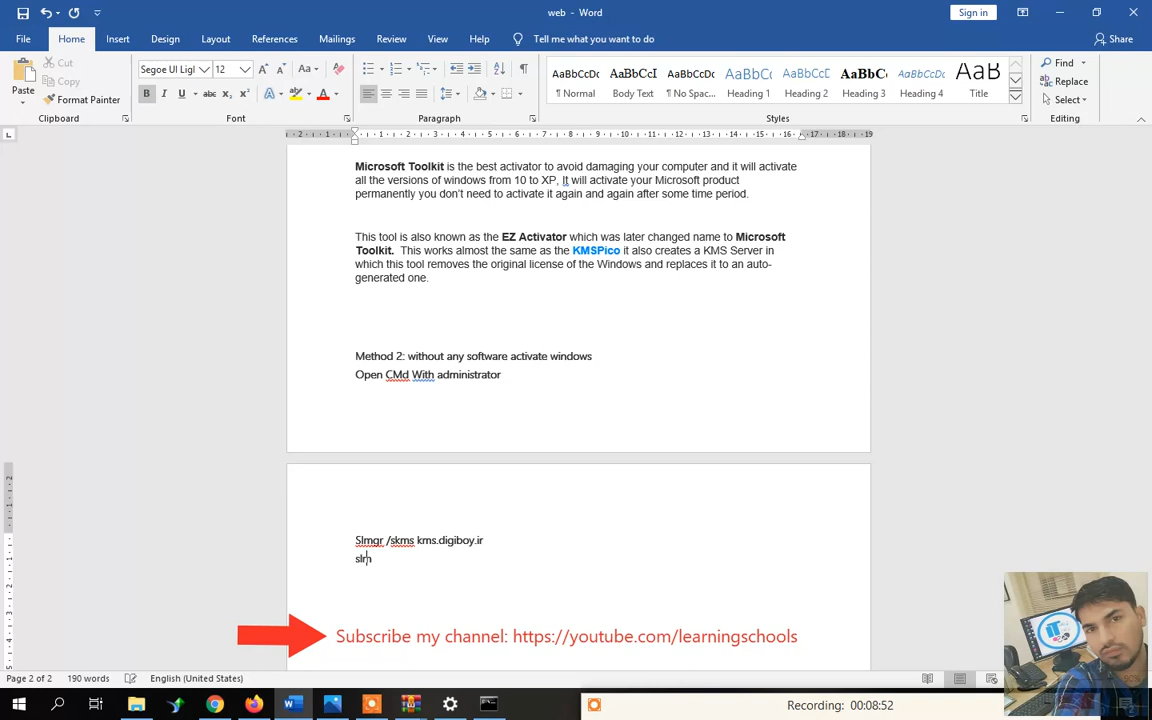 web - Word
Sign in
File Home Insert Design Layout References Mailings Review View Help Tell me what you want to do Share
Paste
Cut
Copy
Format Painter
Clipboard
Segoe UI Ligl 12
Font
Paragraph
AaBbCcDc AaBbCcI AaBbCcDc AaBbC( AaBbCcI AaBbC( AaBbCcDc AaB
¶ Normal Body Text ¶ No Spac... Heading 1 Heading 2 Heading 3 Heading 4 Title
Styles
Find
Replace
Select
Editing
Microsoft Toolkit is the best activator to avoid damaging your computer and it will activate
all the versions of windows from 10 to XP, It will activate your Microsoft product
permanently you don't need to activate it again and again after some time period.
This tool is also known as the EZ Activator which was later changed name to Microsoft
Toolkit. This works almost the same as the KMSPico it also creates a KMS Server in
which this tool removes the original license of the Windows and replaces it to an auto-
generated one.
Method 2: without any software activate windows
Open CMd With administrator
Slmgr /skms kms.digiboy.ir
slm
Subscribe my channel: https://youtube.com/learningschools
Page 2 of 2 190 words English (United States)
50%
Recording: 00:08:52